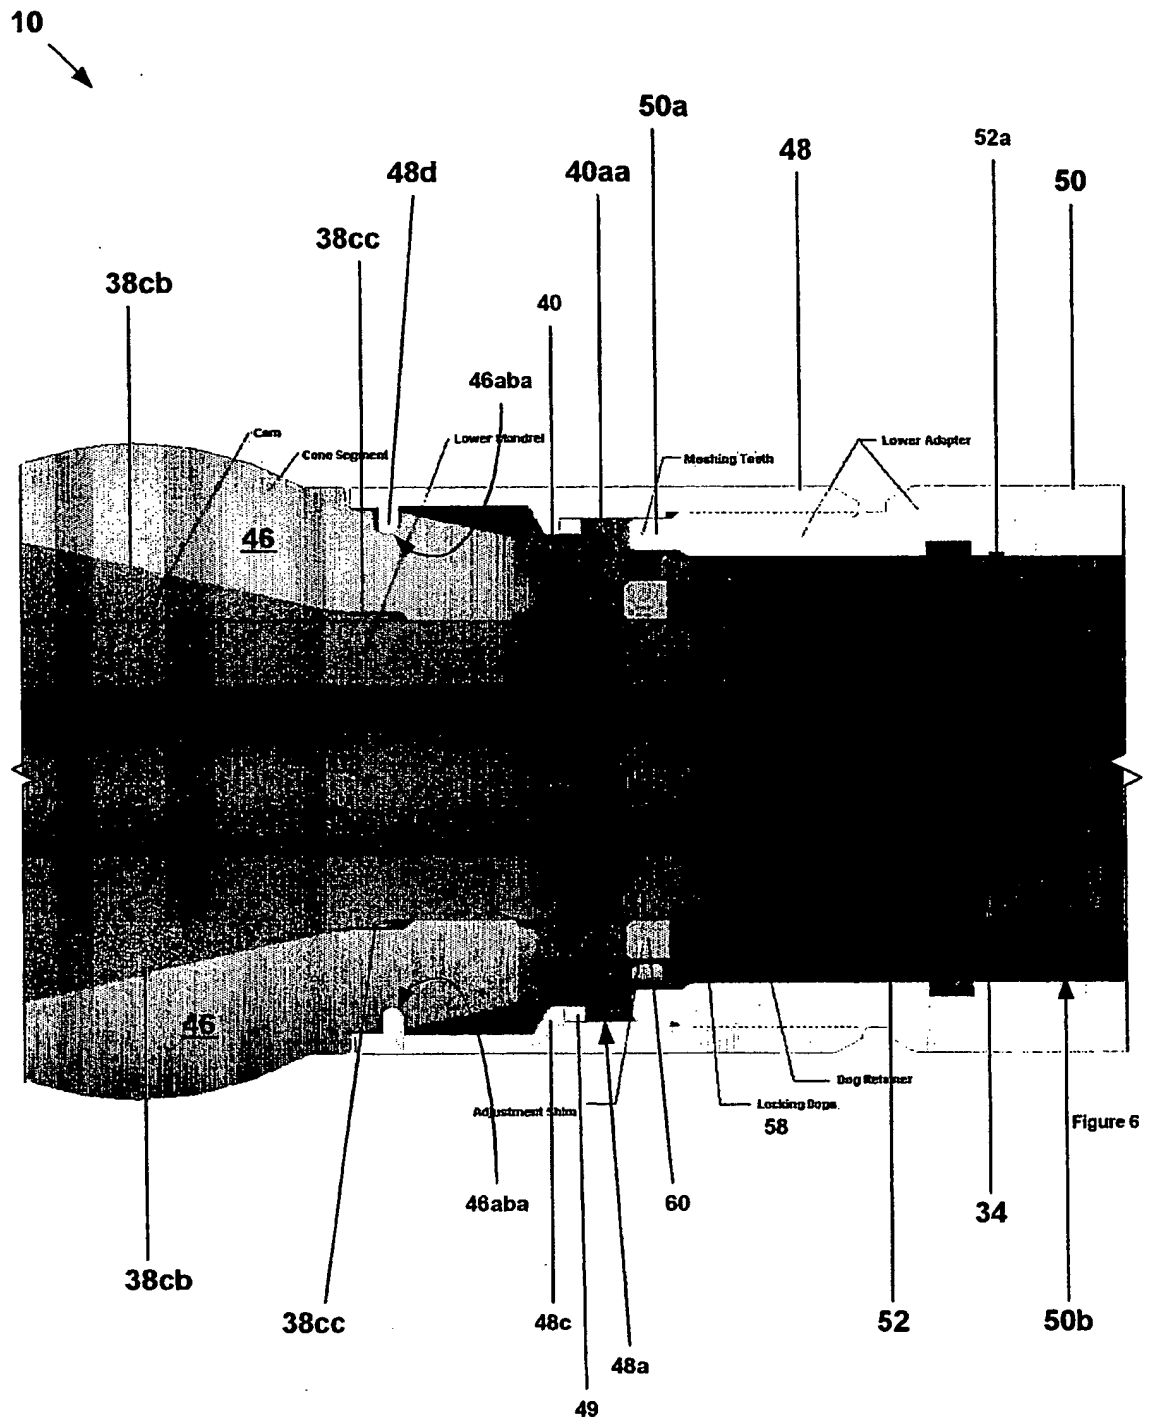 10
50a
48
52a
48d
40aa
50
38cc
38cb
40
46aba
Cam
Lower Mandrel
Lower Adapter
Cone Segment
Meshing Teeth
46
46
Dog Retainer
Adjustment Shim
Locking Dogs
58
Figure 6
46aba
60
34
38cb
38cc
48c
52
50b
48a
49